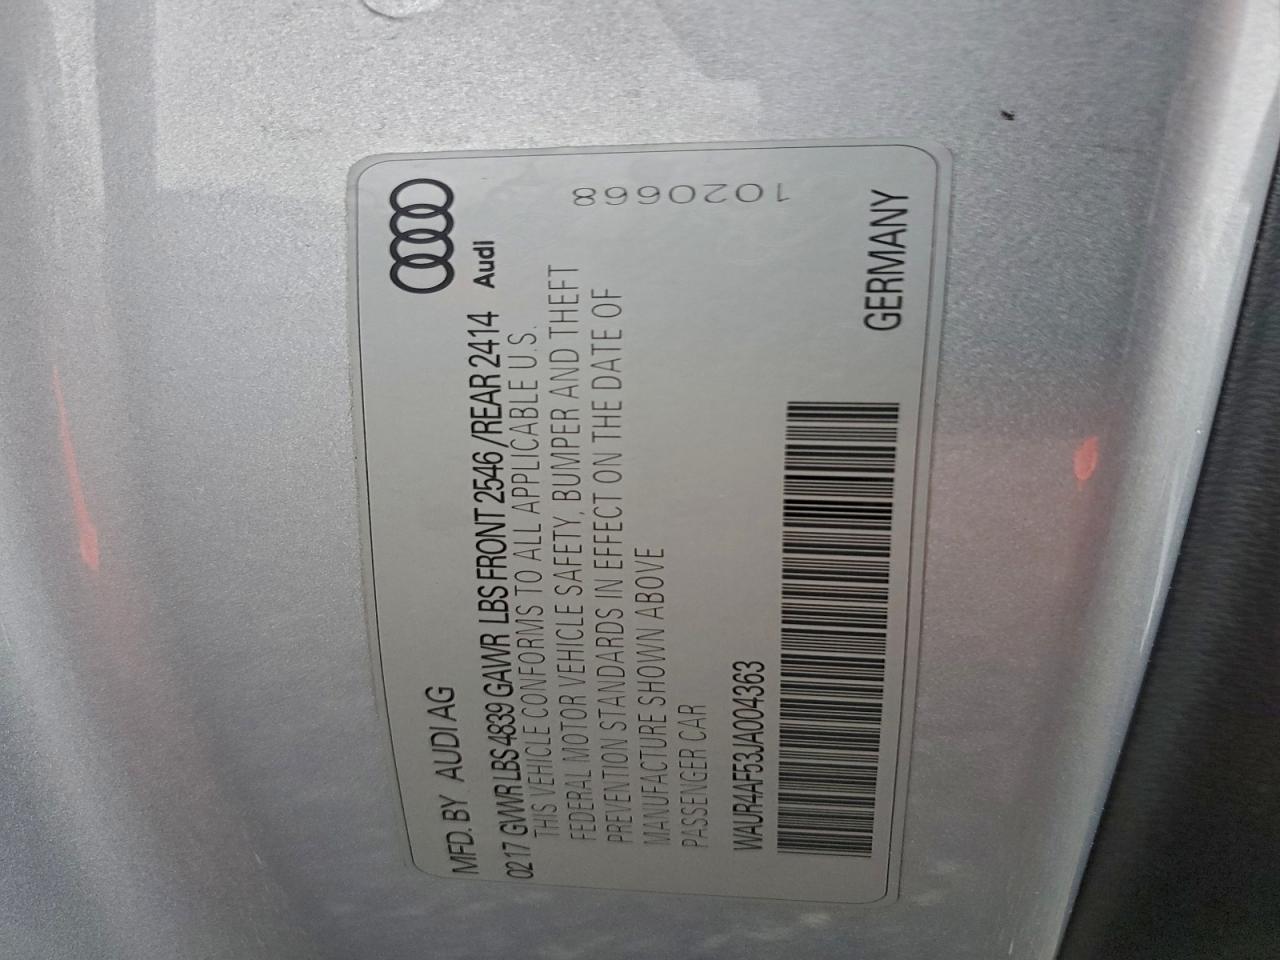 MFD. BY AUDI AG
02 17 GVWR LBS 4839 GAWR LBS FRONT 2546 /REAR 2414 Audi
THIS VEHICLE CONFORMS TO ALL APPLICABLE U.S.
FEDERAL MOTOR VEHICLE SAFETY, BUMPER AND THEFT
PREVENTION STANDARDS IN EFFECT ON THE DATE OF
MANUFACTURE SHOWN ABOVE
PASSENGER CAR
WAUR4AF53JA004363
GERMANY
1020668